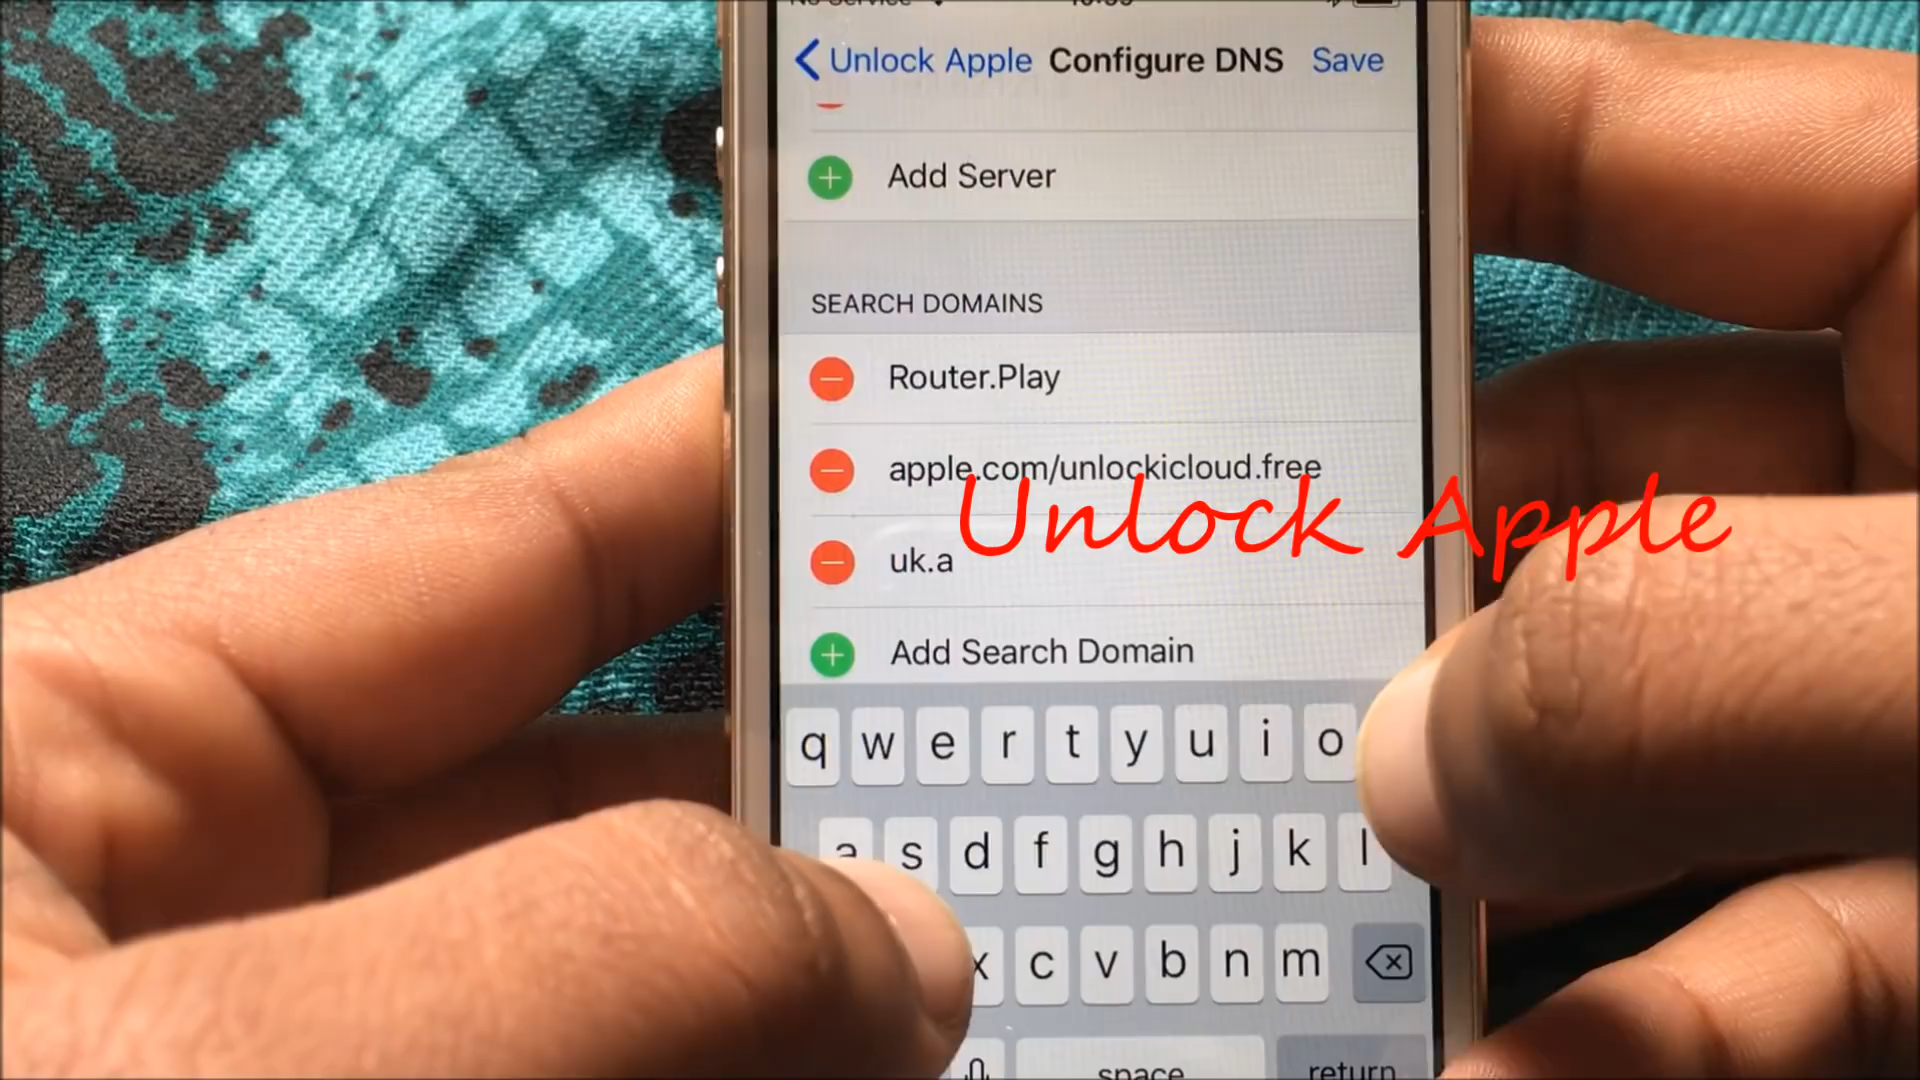 Unlock Apple Configure DNS Save
Add Server
SEARCH DOMAINS
Router.Play
apple.com/unlockicloud.free
Unlock Apple
uk.a
Add Search Domain
q w e r t y u i o
a s d f g h j k l
x c v b n m
space return